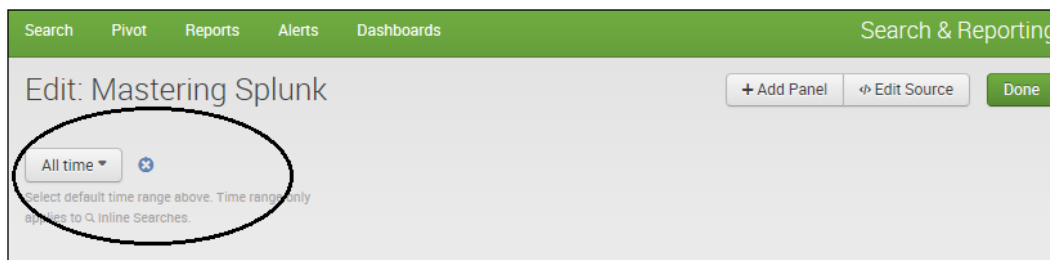 Search Pivot Reports Alerts Dashboards Search & Reporting
Edit: Mastering Splunk + Add Panel </> Edit Source Done
All time
Select default time range above. Time range only
applies to Inline Searches.